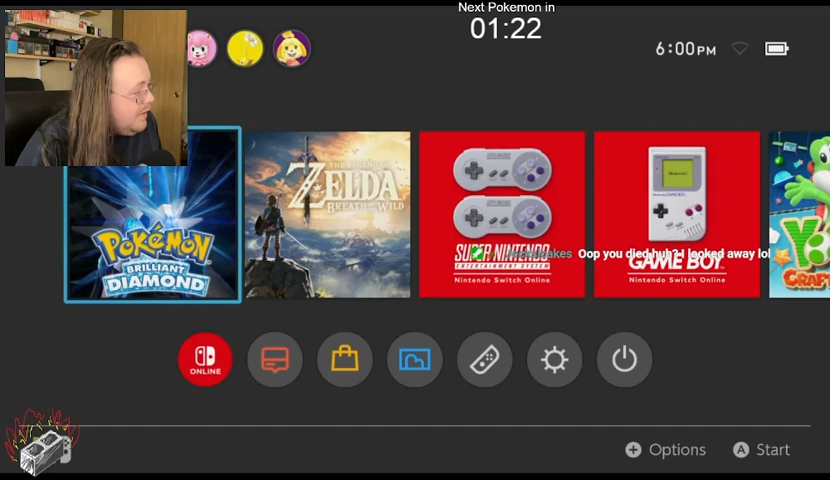 Next Pokemon in
01:22
6:00PM
POKéMON
BRILLIANT
DIAMOND
THE LEGEND OF
ZELDA
BREATH OF THE WILD
SUPER NINTENDO
ENTERTAINMENT SYSTEM
Nintendo Switch Online
Oop you died huh? I looked away lol
Nintendo
GAME BOY
Nintendo Switch Online
CRAFT
ONLINE
Options
A Start